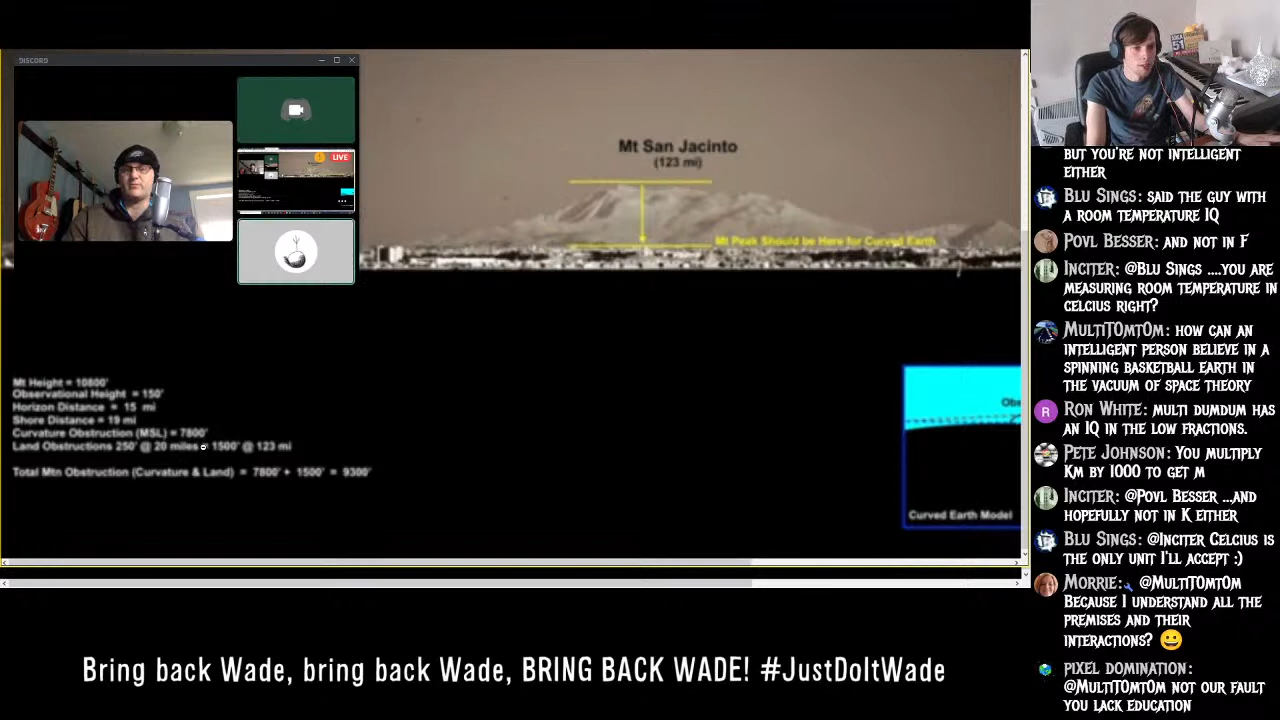 DISCORD
LIVE
Mt San Jacinto
(123 mi)
Mt Peak Should be Here for Curved Earth
Mt Height = 10800'
Observational Height = 150'
Horizon Distance = 15 mi
Shore Distance = 19 mi
Curvature Obstruction (MSL) = 7800'
Land Obstructions 250' @ 20 miles 1500' @ 123 mi
Total Mtn Obstruction (Curvature & Land) = 7800' + 1500' = 9300'
Obs
Curved Earth Model
Bring back Wade, bring back Wade, BRING BACK WADE! #JustDoItWade
AREA
51
BUT YOU'RE NOT INTELLIGENT
EITHER
BLU SINGS: SAID THE GUY WITH
A ROOM TEMPERATURE IQ
POVL BESSER: AND NOT IN F
INCITER: @BLU SINGS ....YOU ARE
MEASURING ROOM TEMPERATURE IN
CELCIUS RIGHT?
MULTITOMTOM: HOW CAN AN
INTELLIGENT PERSON BELIEVE IN A
SPINNING BASKETBALL EARTH IN
THE VACUUM OF SPACE THEORY
R
RON WHITE: MULTI DUMDUM HAS
AN IQ IN THE LOW FRACTIONS.
PETE JOHNSON: YOU MULTIPLY
KM BY 1000 TO GET M
INCITER: @POVL BESSER ...AND
HOPEFULLY NOT IN K EITHER
BLU SINGS: @INCITER CELCIUS IS
THE ONLY UNIT I'LL ACCEPT :)
MORRIE: @MULTITOMTOM
BECAUSE I UNDERSTAND ALL THE
PREMISES AND THEIR
INTERACTIONS? 😀
PIXEL DOMINATION:
@MULTITOMTOM NOT OUR FAULT
YOU LACK EDUCATION